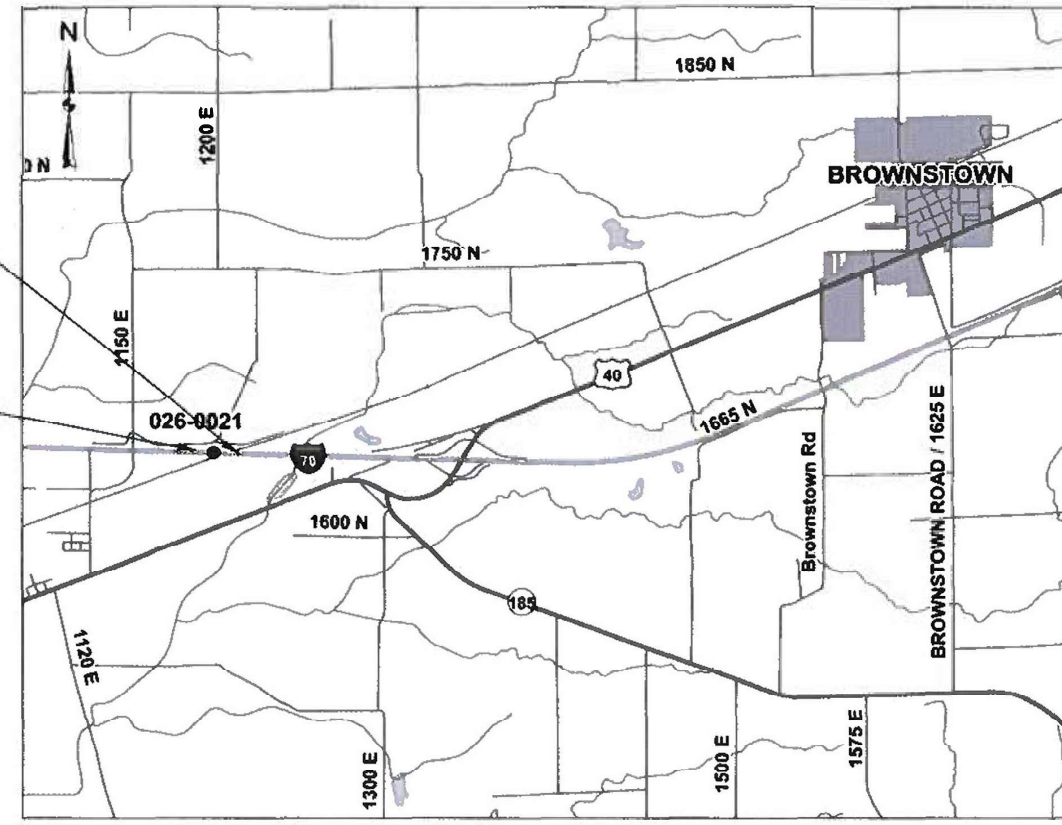 N
1850 N
1200 E
0 N
BROWNSTOWN
1750 N
1150 E
40
1665 N
026-0021
70
1600 N
Brownstown Rd
BROWNSTOWN ROAD / 1625 E
185
1120 E
1300 E
1500 E
1575 E